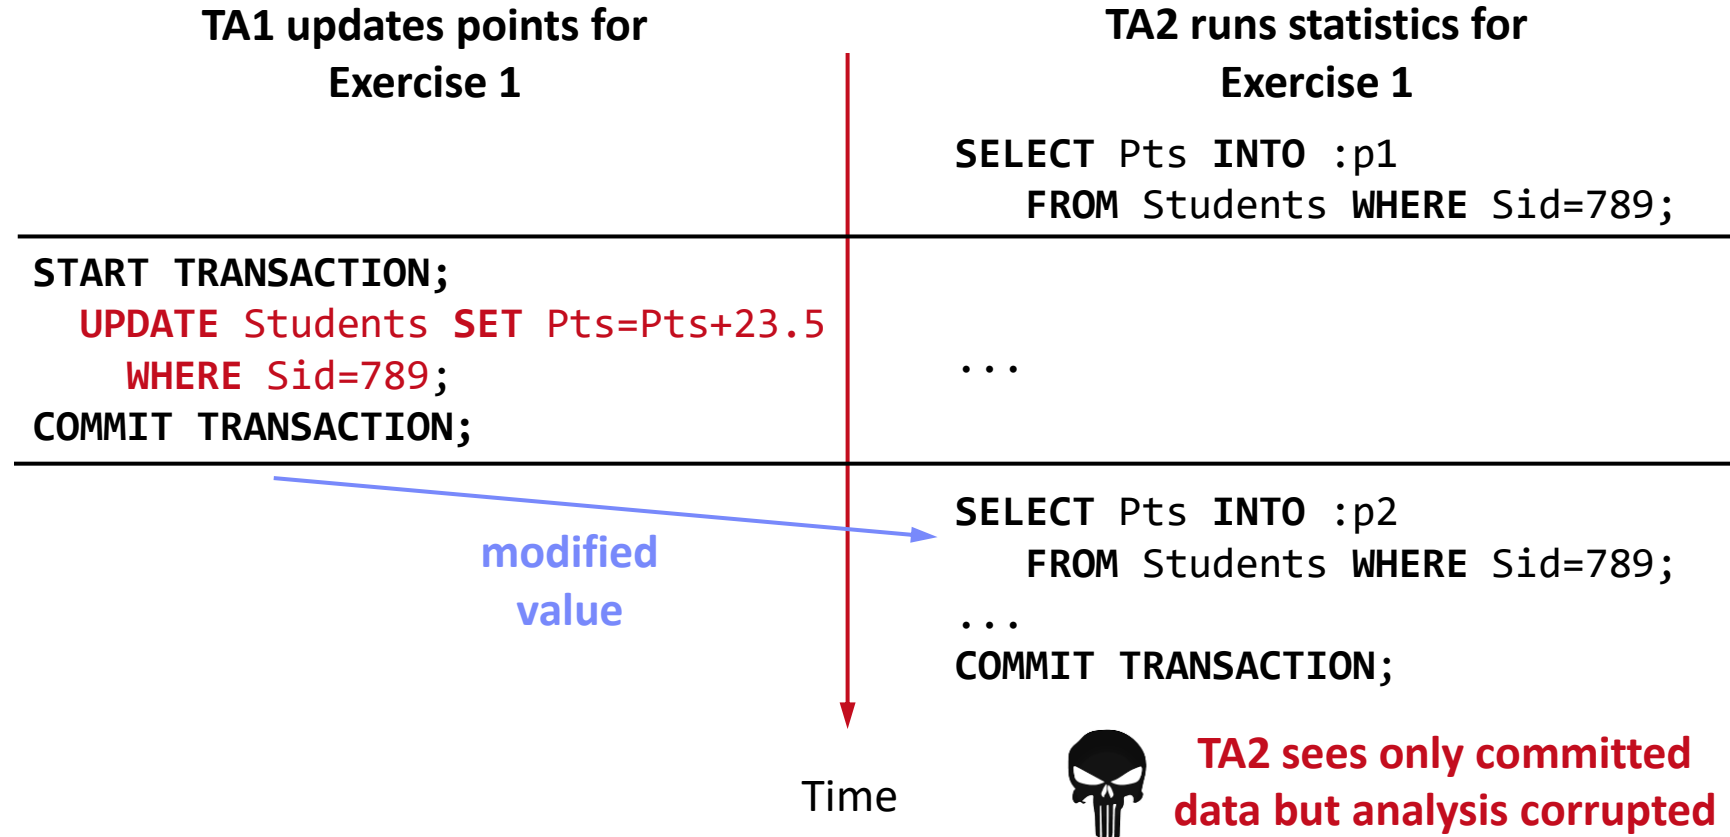 TA1 updates points for
Exercise 1
TA2 runs statistics for
Exercise 1
SELECT Pts INTO :p1
FROM Students WHERE Sid=789;
START TRANSACTION;
UPDATE Students SET Pts=Pts+23.5
WHERE Sid=789;
COMMIT TRANSACTION;
...
modified
value
SELECT Pts INTO :p2
FROM Students WHERE Sid=789;
...
COMMIT TRANSACTION;
Time
TA2 sees only committed
data but analysis corrupted